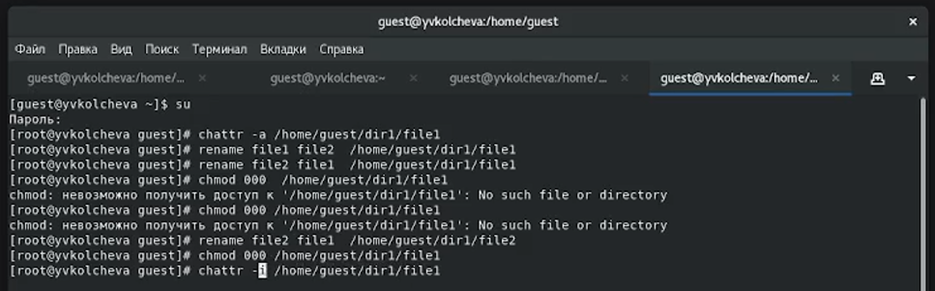 guest@yvkolcheva:/home/guest
Файл Правка Вид Поиск Терминал Вкладки Справка
guest@yvkolcheva:/home/... guest@yvkolcheva:~ guest@yvkolcheva:/home/... guest@yvkolcheva:/home/...
[guest@yvkolcheva ~]$ su
Пароль:
[root@yvkolcheva guest]# chattr -a /home/guest/dir1/file1
[root@yvkolcheva guest]# rename file1 file2  /home/guest/dir1/file1
[root@yvkolcheva guest]# rename file2 file1  /home/guest/dir1/file1
[root@yvkolcheva guest]# chmod 000  /home/guest/dir1/file1
chmod: невозможно получить доступ к '/home/guest/dir1/file1': No such file or directory
[root@yvkolcheva guest]# chmod 000 /home/guest/dir1/file1
chmod: невозможно получить доступ к '/home/guest/dir1/file1': No such file or directory
[root@yvkolcheva guest]# rename file2 file1  /home/guest/dir1/file2
[root@yvkolcheva guest]# chmod 000 /home/guest/dir1/file1
[root@yvkolcheva guest]# chattr -i /home/guest/dir1/file1